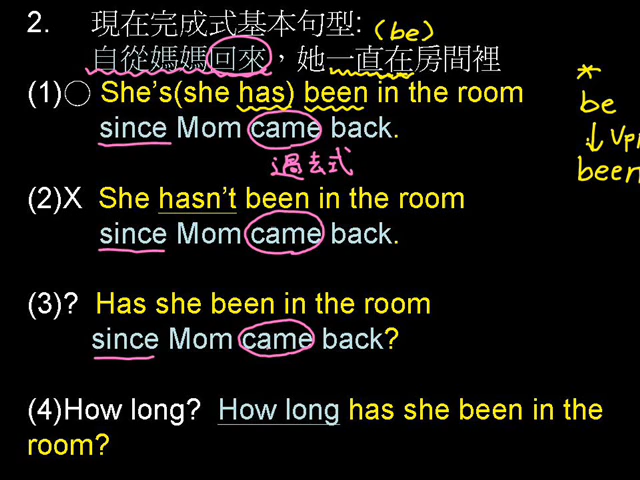 2. 現在完成式基本句型: (be)
自從媽媽回來，她一直在房間裡
(1)○ She's(she has) been in the room
since Mom came back.
過去式
(2)X She hasn't been in the room
since Mom came back.
(3)? Has she been in the room
since Mom came back?
(4)How long? How long has she been in the
room?
*
be
↓
been